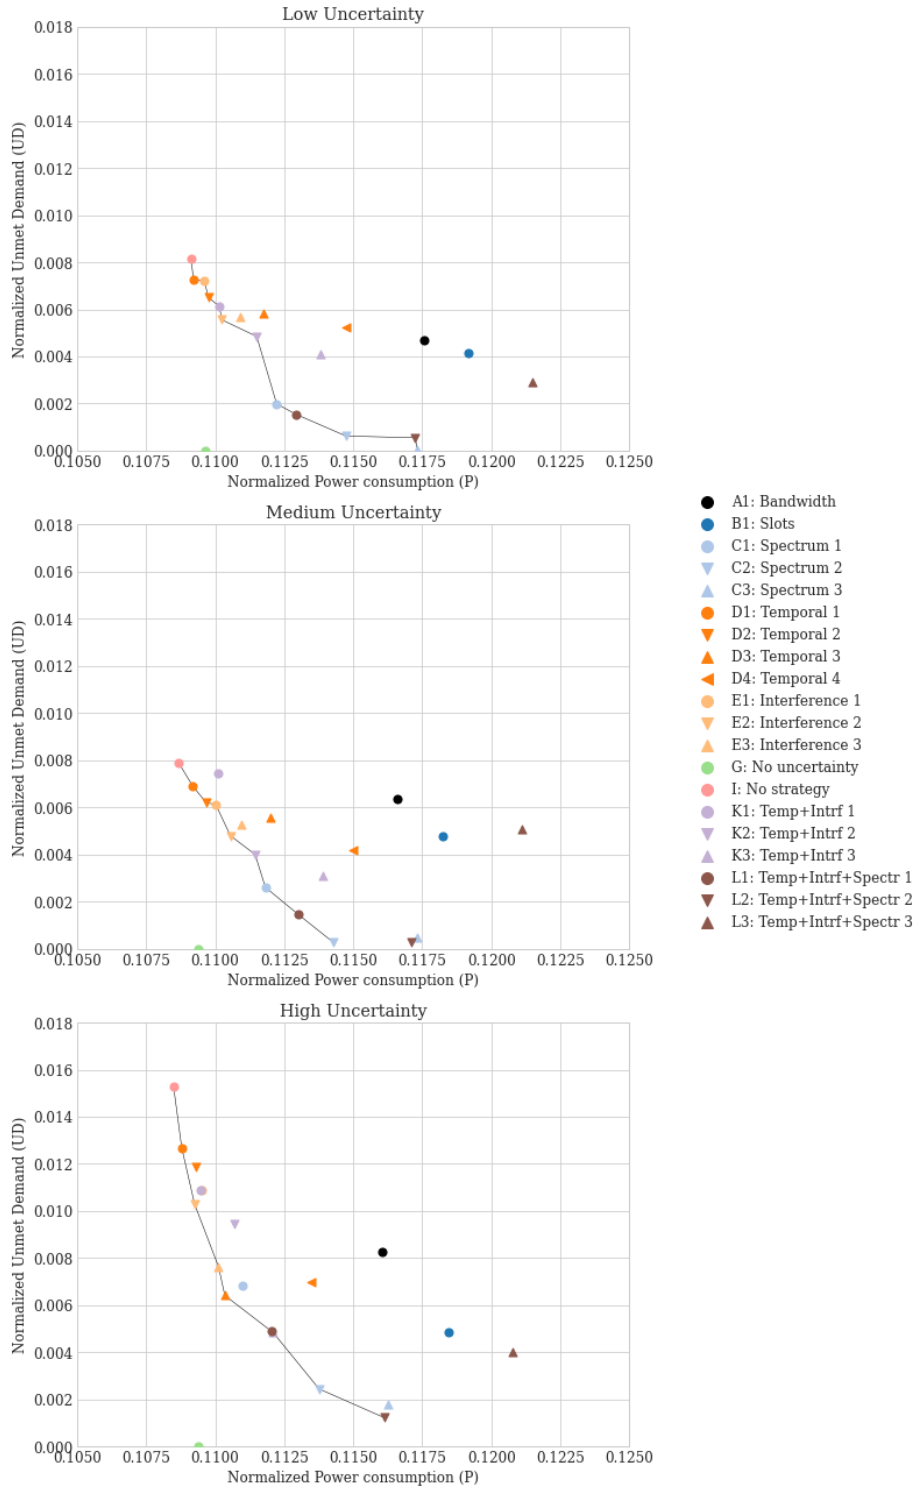 Low Uncertainty
0.018
0.016
0.014
0.012
0.010
0.008
0.006
0.004
0.002
0.000
Normalized Unmet Demand (UD)
0.1050 0.1075 0.1100 0.1125 0.1150 0.1175 0.1200 0.1225 0.1250
Normalized Power consumption (P)
Medium Uncertainty
0.018
0.016
0.014
0.012
0.010
0.008
0.006
0.004
0.002
0.000
Normalized Unmet Demand (UD)
0.1050 0.1075 0.1100 0.1125 0.1150 0.1175 0.1200 0.1225 0.1250
Normalized Power consumption (P)
A1: Bandwidth
B1: Slots
C1: Spectrum 1
C2: Spectrum 2
C3: Spectrum 3
D1: Temporal 1
D2: Temporal 2
D3: Temporal 3
D4: Temporal 4
E1: Interference 1
E2: Interference 2
E3: Interference 3
G: No uncertainty
I: No strategy
K1: Temp+Intrf 1
K2: Temp+Intrf 2
K3: Temp+Intrf 3
L1: Temp+Intrf+Spectr 1
L2: Temp+Intrf+Spectr 2
L3: Temp+Intrf+Spectr 3
High Uncertainty
0.018
0.016
0.014
0.012
0.010
0.008
0.006
0.004
0.002
0.000
Normalized Unmet Demand (UD)
0.1050 0.1075 0.1100 0.1125 0.1150 0.1175 0.1200 0.1225 0.1250
Normalized Power consumption (P)